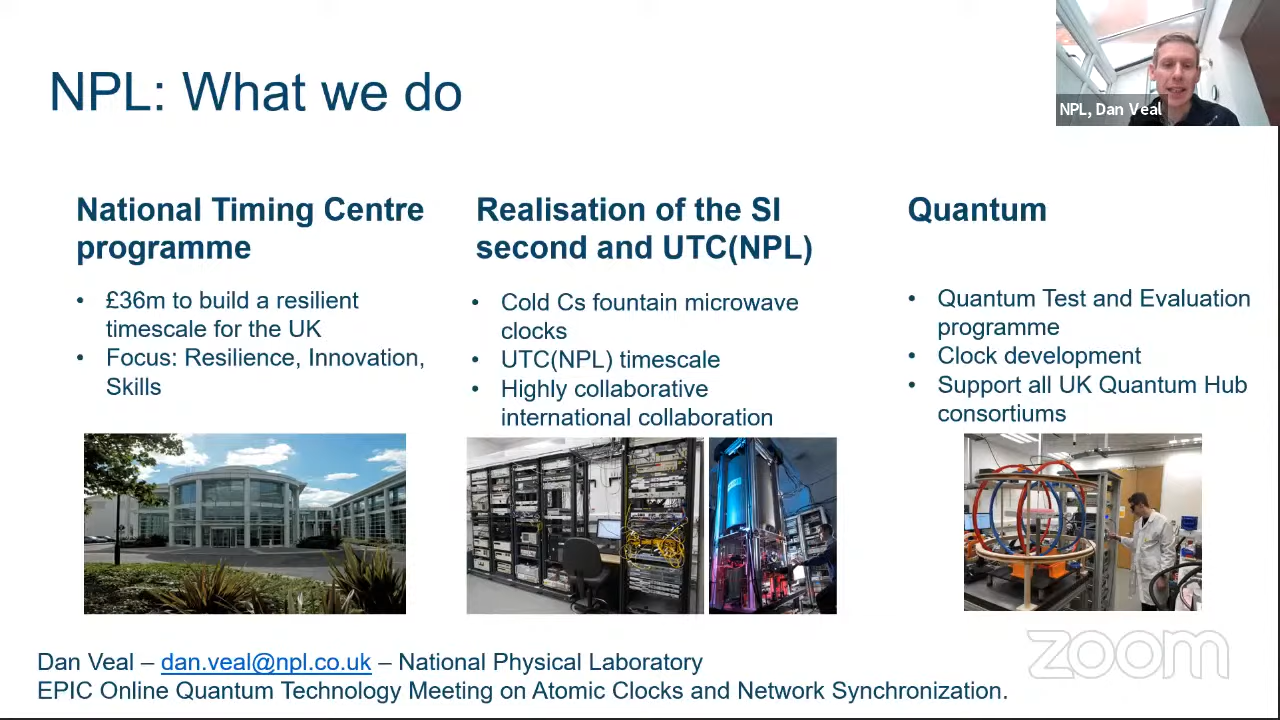 NPL: What we do
NPL, Dan Veal
National Timing Centre
programme
• £36m to build a resilient
timescale for the UK
• Focus: Resilience, Innovation,
Skills
Realisation of the SI
second and UTC(NPL)
• Cold Cs fountain microwave
clocks
• UTC(NPL) timescale
• Highly collaborative
international collaboration
Quantum
• Quantum Test and Evaluation
programme
• Clock development
• Support all UK Quantum Hub
consortiums
Dan Veal – dan.veal@npl.co.uk – National Physical Laboratory
EPIC Online Quantum Technology Meeting on Atomic Clocks and Network Synchronization.
zoom